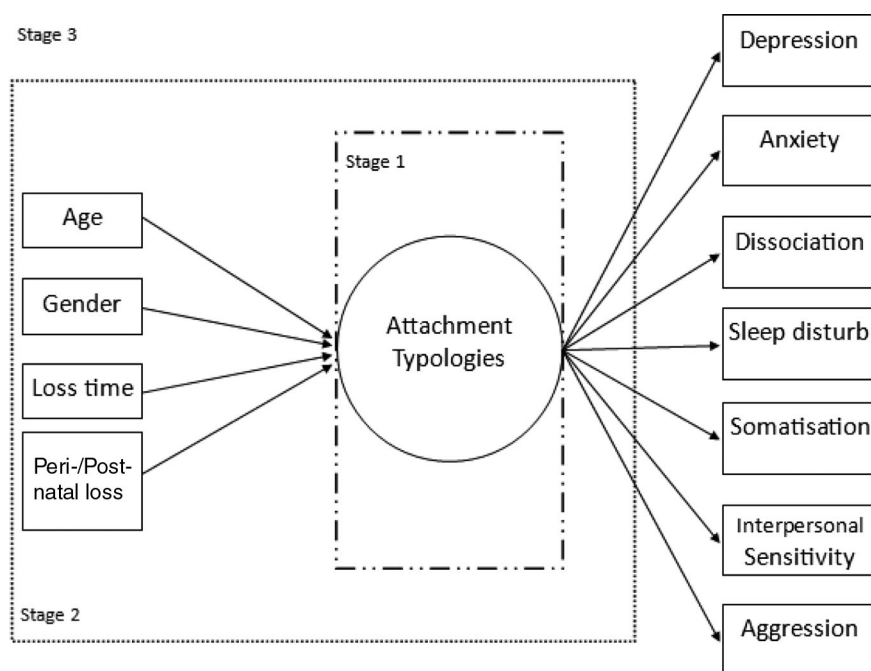 Stage 3
Stage 1
Age
Gender
Loss time
Peri-/Post-
natal loss
Stage 2
Attachment
Typologies
Depression
Anxiety
Dissociation
Sleep disturb
Somatisation
Interpersonal
Sensitivity
Aggression